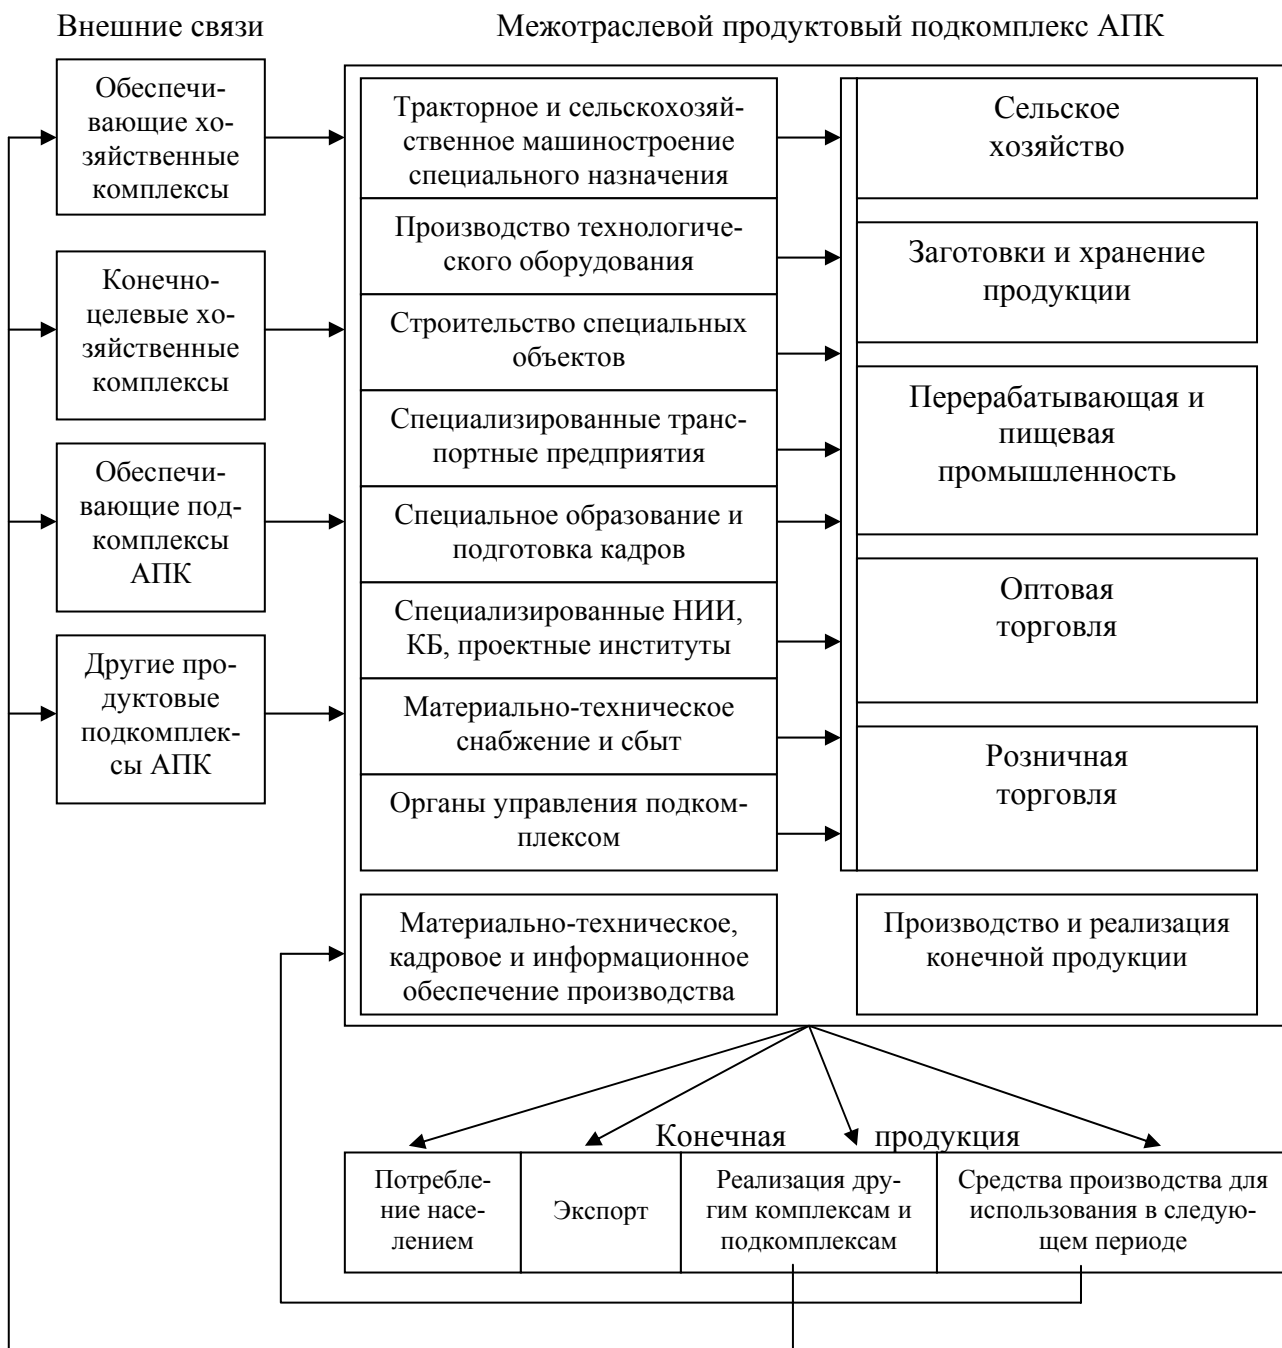 Внешние связи
Межотраслевой продуктовый подкомплекс АПК
Обеспечи-
вающие хо-
зяйственные
комплексы
Конечно-
целевые хо-
зяйственные
комплексы
Обеспечи-
вающие под-
комплексы
АПК
Другие про-
дуктовые
подкомплек-
сы АПК
Тракторное и сельскохозяй-
ственное машиностроение
специального назначения
Производство технологиче-
ского оборудования
Строительство специальных
объектов
Специализированные транс-
портные предприятия
Специальное образование и
подготовка кадров
Специализированные НИИ,
КБ, проектные институты
Материально-техническое
снабжение и сбыт
Органы управления подком-
плексом
Материально-техническое,
кадровое и информационное
обеспечение производства
Сельское
хозяйство
Заготовки и хранение
продукции
Перерабатывающая и
пищевая
промышленность
Оптовая
торговля
Розничная
торговля
Производство и реализация
конечной продукции
Конечная продукция
Потребле-
ние насе-
лением
Экспорт
Реализация дру-
гим комплексам и
подкомплексам
Средства производства для
использования в следую-
щем периоде